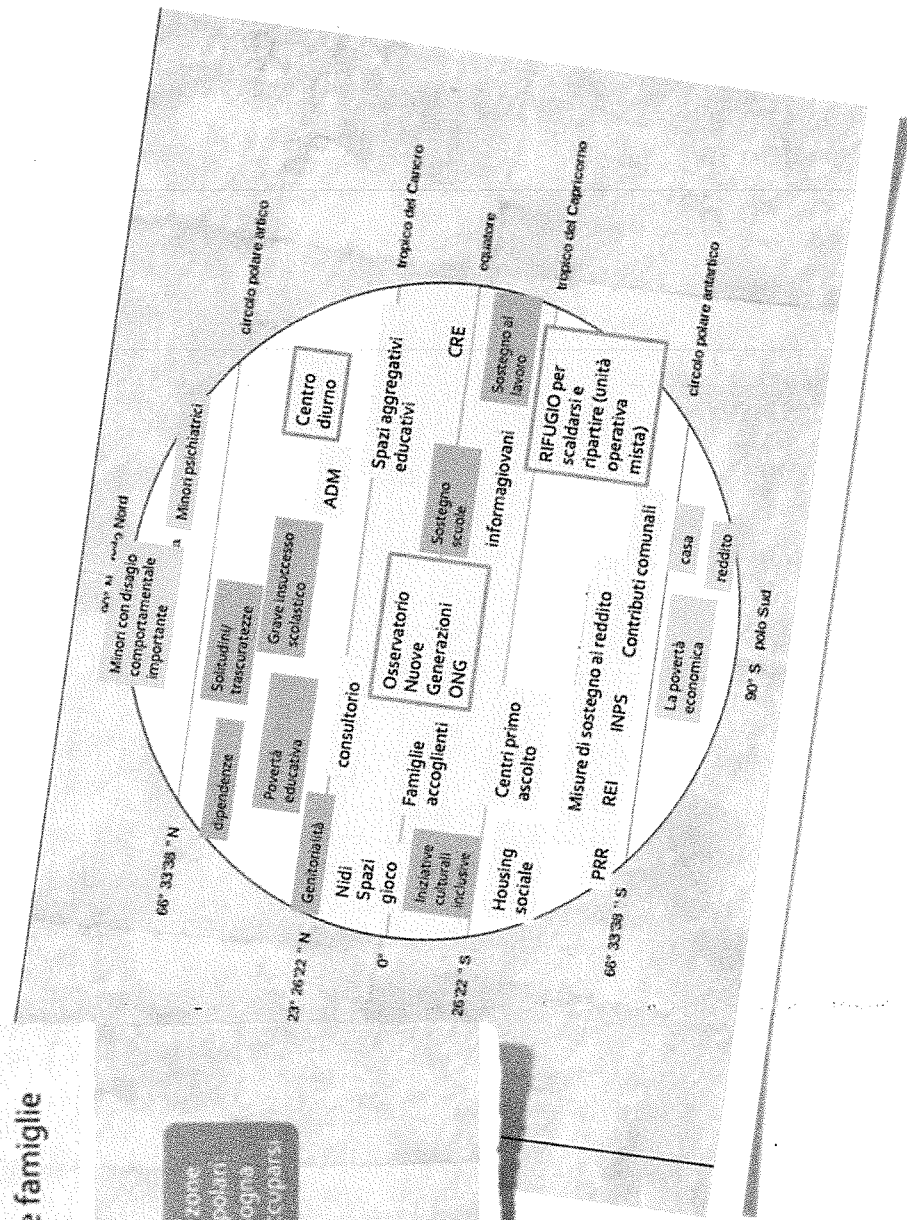 e famiglie
zone
polari
ogna
ccuparsi
Nord
Minori con disagio
comportamentale
importante
Minori psichiatrici
66° 33'38 " N
circolo polare artico
dipendenze
Solitudini/
trascuratezze
Povertà
educativa
Grave insuccesso
scolastico
Centro
diurno
Genitorialità
ADM
23° 26'22 " N
tropico del Cancro
Nidi
Spazi
gioco
consultorio
Spazi aggregativi
educativi
0°
equatore
Famiglie
accoglienti
Osservatorio
Nuove
Generazioni
ONG
Sostegno
scuole
CRE
Iniziative
culturali
inclusive
informagiovani
Sostegno al
lavoro
26'22 " S
tropico del Capricorno
Housing
sociale
Centri primo
ascolto
RIFUGIO per
scaldarsi e
ripartire (unità
operativa
mista)
Misure di sostegno al reddito
PRR
REI
INPS
Contributi comunali
66° 33'38 " S
circolo polare antartico
La povertà
economica
casa
reddito
90° S polo Sud